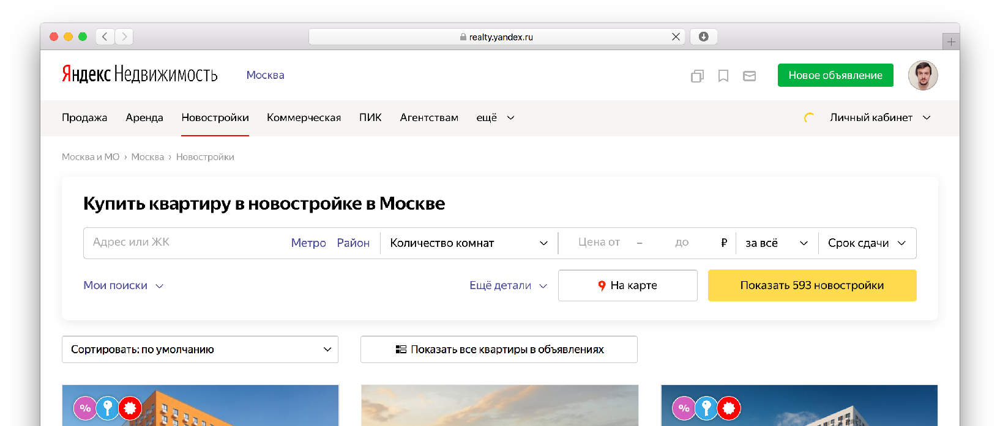 realty.yandex.ru
Яндекс Недвижимость Москва Новое объявление
Продажа Аренда Новостройки Коммерческая ПИК Агентствам ещё Личный кабинет
Москва и МО › Москва › Новостройки
Купить квартиру в новостройке в Москве
Адрес или ЖК Метро Район Количество комнат Цена от – до ₽ за всё Срок сдачи
Мои поиски Ещё детали На карте Показать 593 новостройки
Сортировать: по умолчанию Показать все квартиры в объявлениях
% %